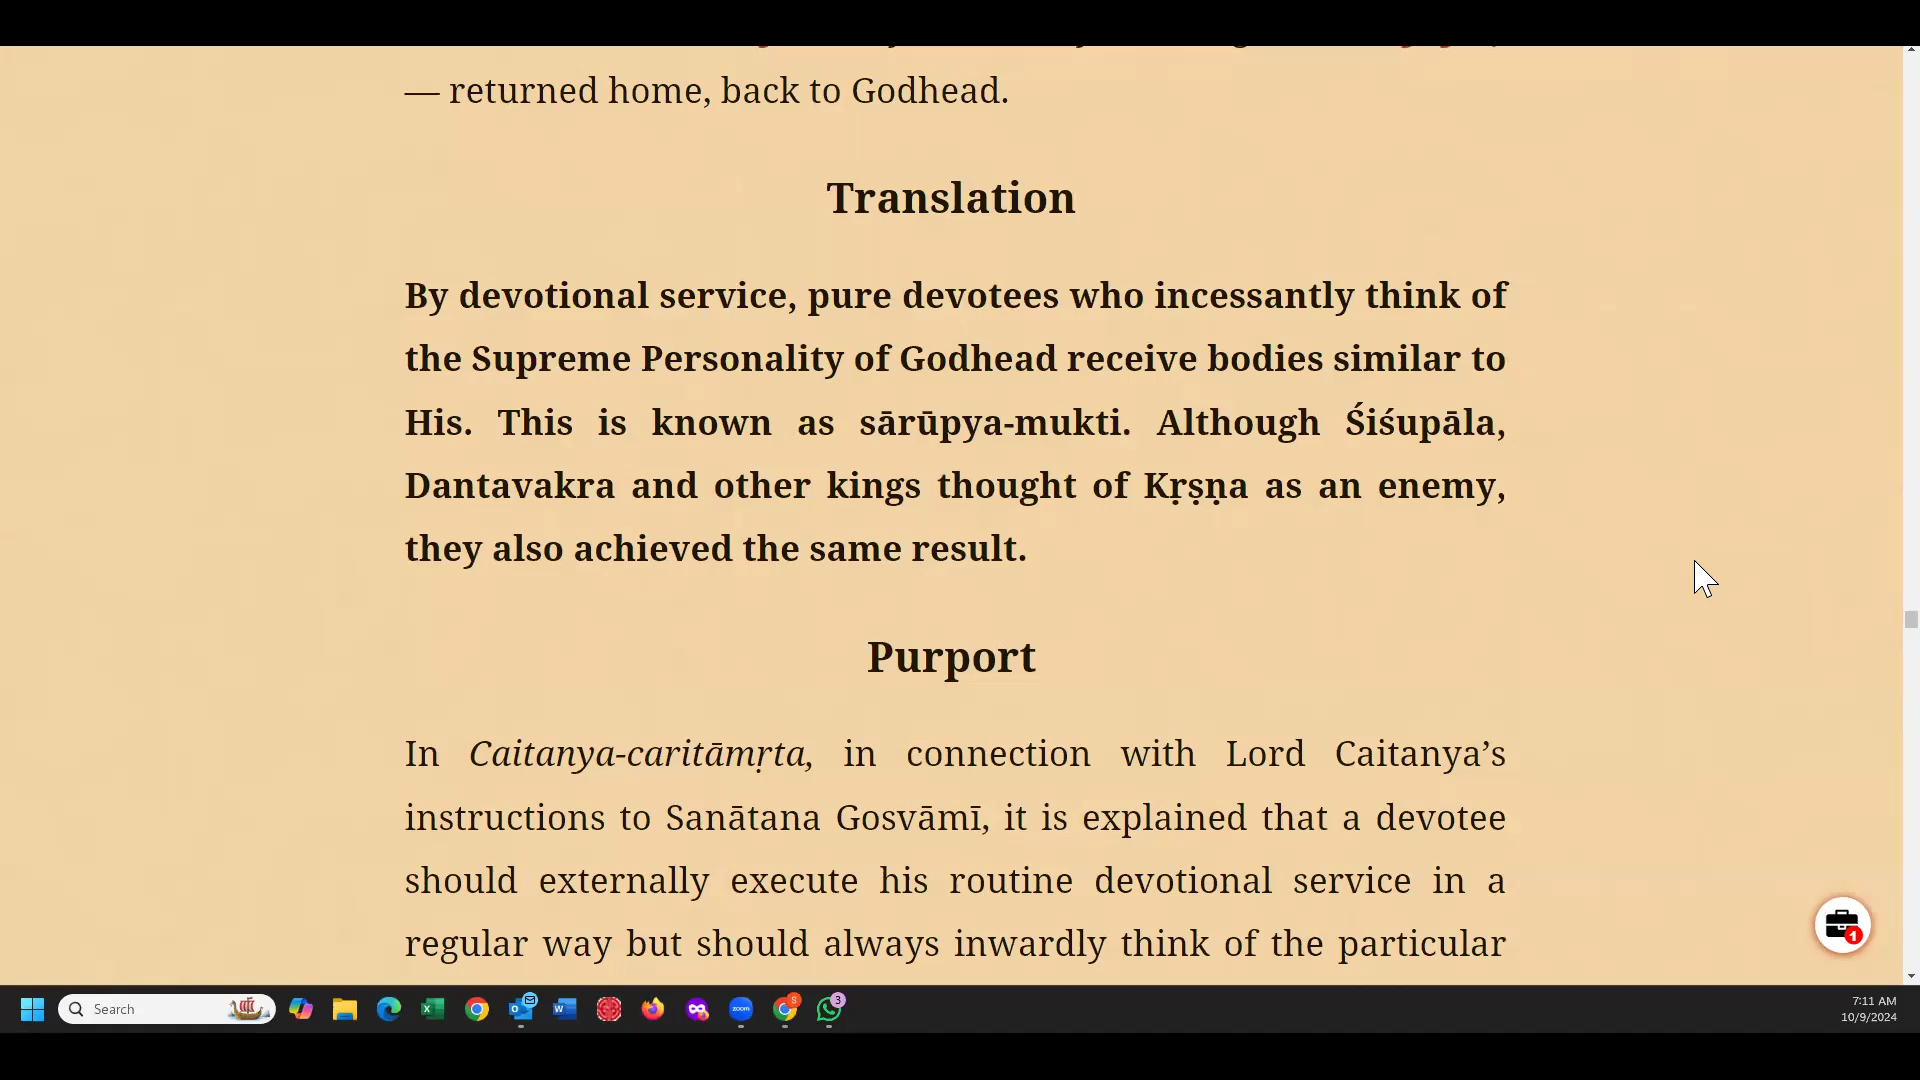 — returned home, back to Godhead.
Translation
By devotional service, pure devotees who incessantly think of
the Supreme Personality of Godhead receive bodies similar to
His. This is known as sārūpya-mukti. Although Śiśupāla,
Dantavakra and other kings thought of Kṛṣṇa as an enemy,
they also achieved the same result.
Purport
In Caitanya-caritāmṛta, in connection with Lord Caitanya’s
instructions to Sanātana Gosvāmī, it is explained that a devotee
should externally execute his routine devotional service in a
regular way but should always inwardly think of the particular
1
Search
zoom
3
7:11 AM
10/9/2024